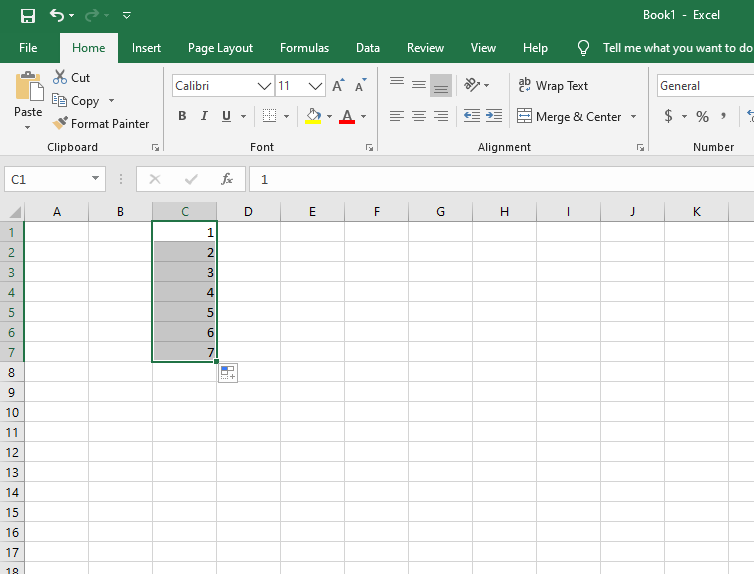 Book1 - Excel
File Home Insert Page Layout Formulas Data Review View Help Tell me what you want to do
Paste
Cut
Copy
Format Painter
Clipboard
Calibri 11 A A
B I U A
Font
ab Wrap Text
Merge & Center
Alignment
General
$ % ,
Number
C1 fx 1
A B C D E F G H I J K
1 1
2 2
3 3
4 4
5 5
6 6
7 7
8
9
10
11
12
13
14
15
16
17
18